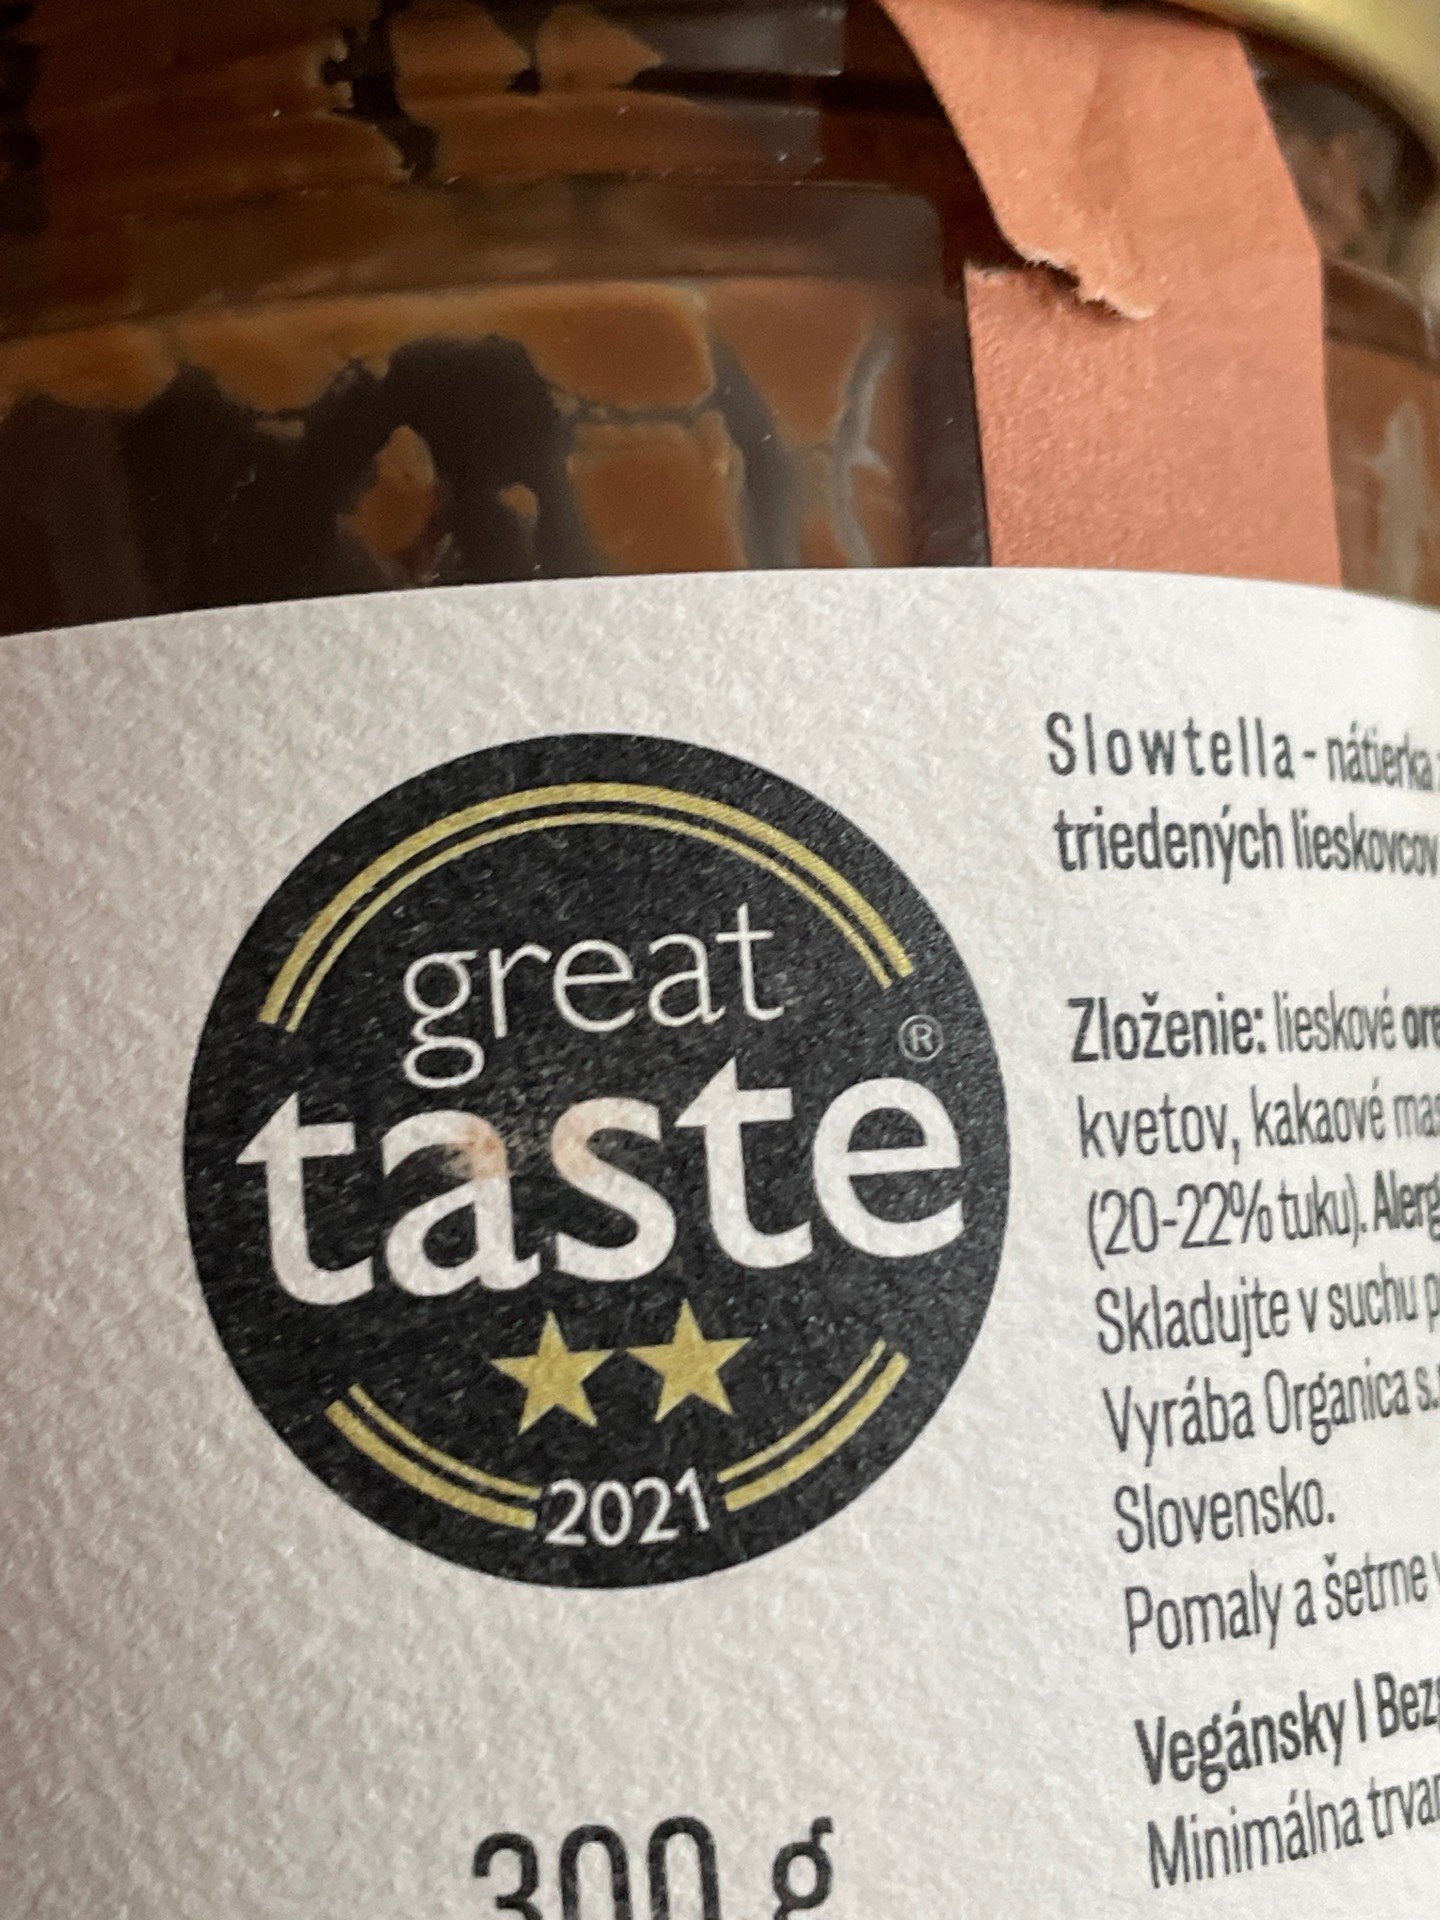 great
taste
®
2021
300 g
Slowtella - nátierka
triedených lieskovcov
Zloženie: lieskové
kvetov, kakaové
(20-22% tuku).
Skladujte v suchu
Vyrába Organica
Slovensko.
Pomaly a šetrne
Vegánsky |
Minimálna